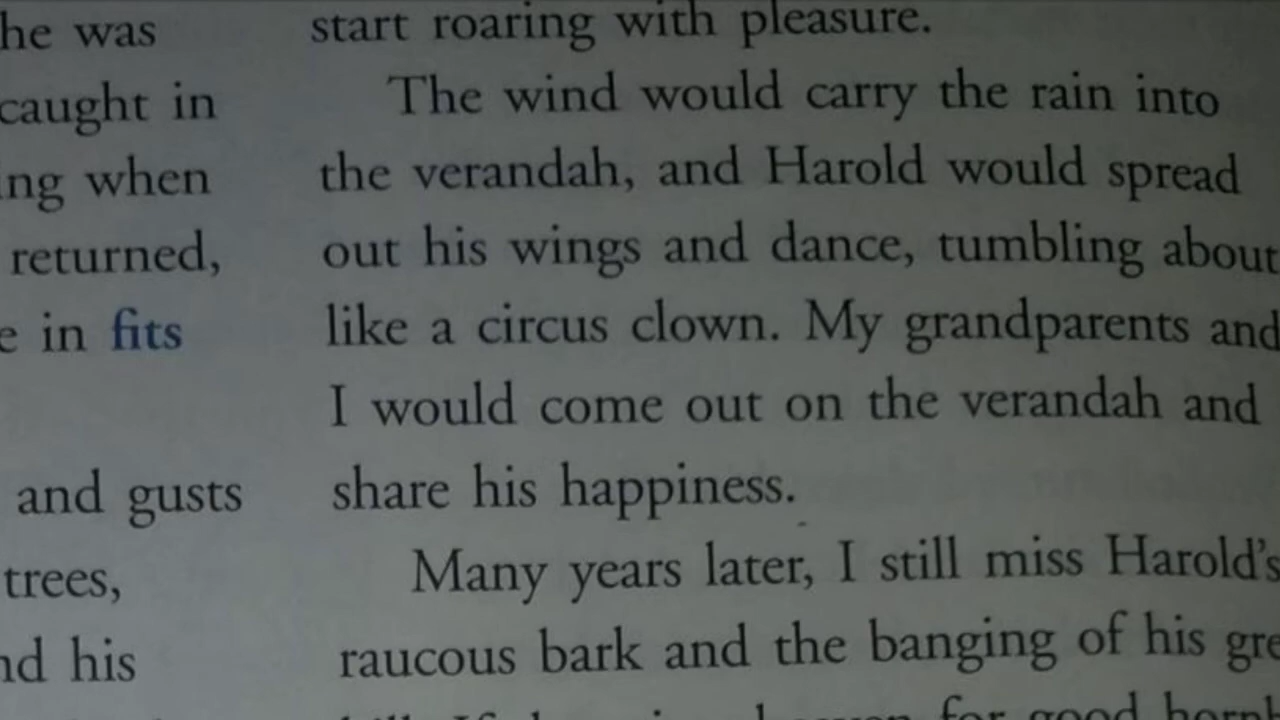 he was
caught in
ing when
returned,
e in fits
and gusts
trees,
nd his
start roaring with pleasure.
The wind would carry the rain into
the verandah, and Harold would spread
out his wings and dance, tumbling about
like a circus clown. My grandparents and
I would come out on the verandah and
share his happiness.
Many years later, I still miss Harold's
raucous bark and the banging of his gre
for good